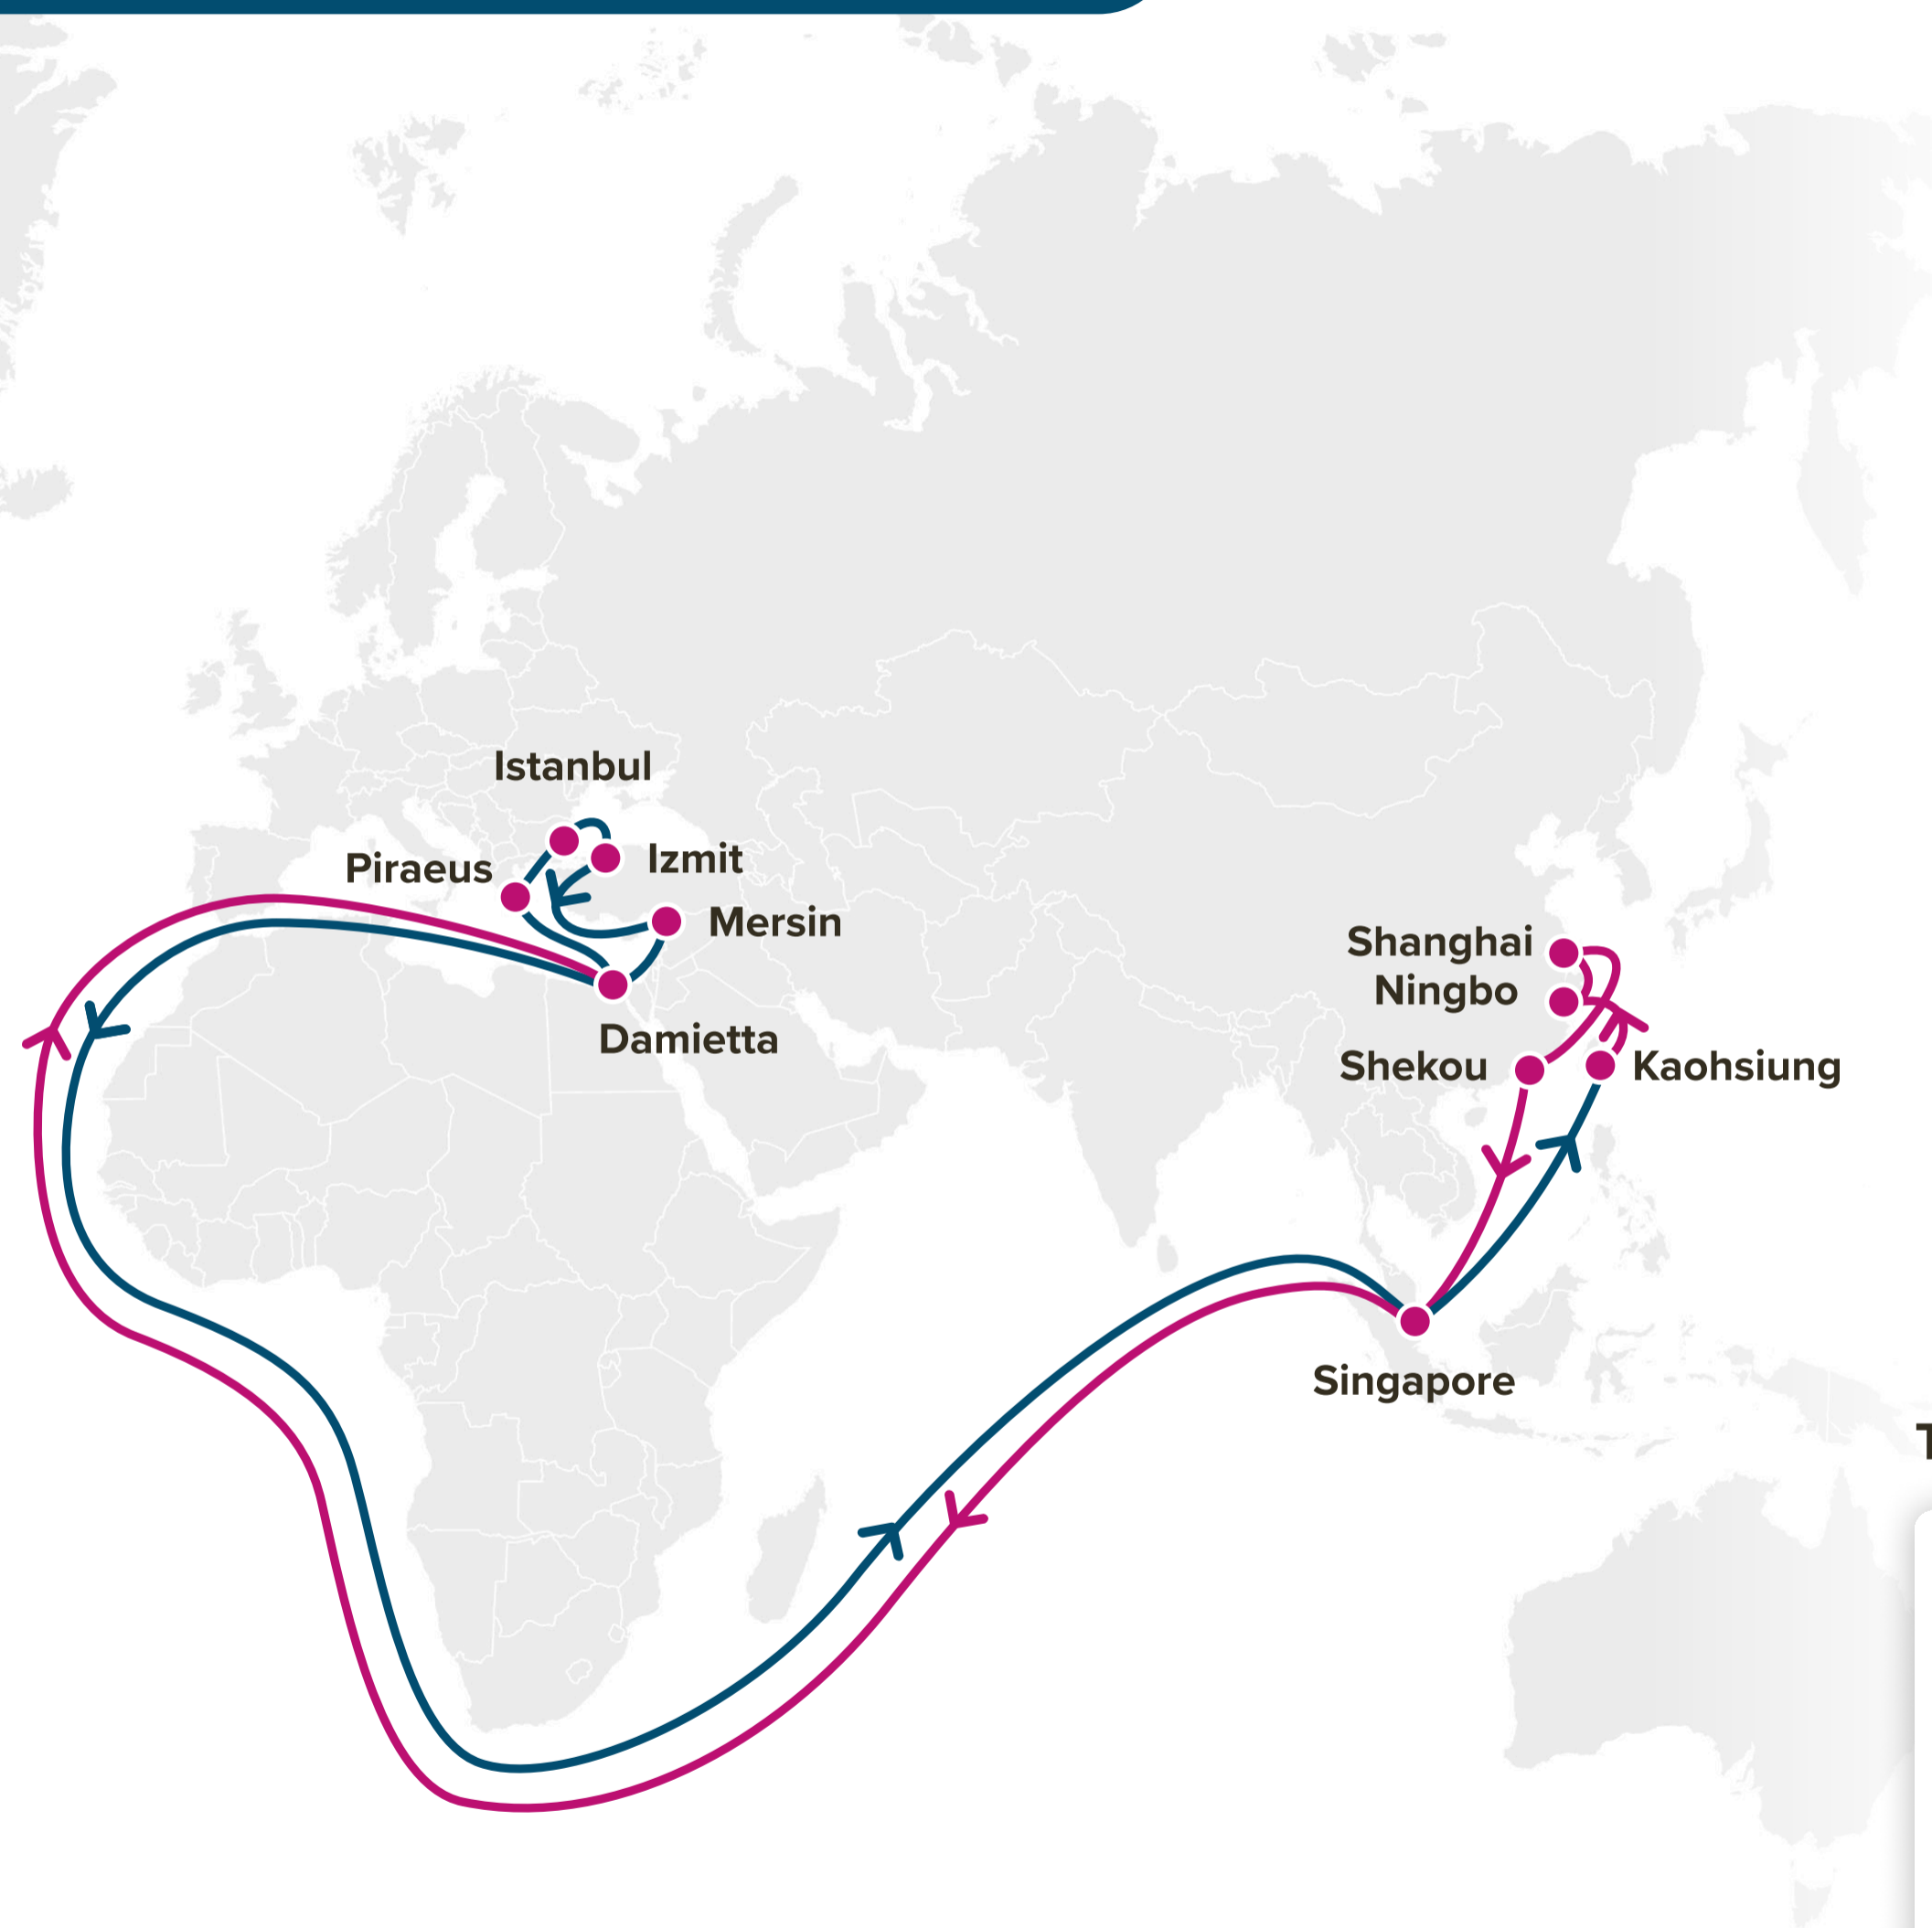 Istanbul
Izmit
Piraeus
Mersin
Damietta
Shanghai
Ningbo
Shekou
Kaohsiung
Singapore